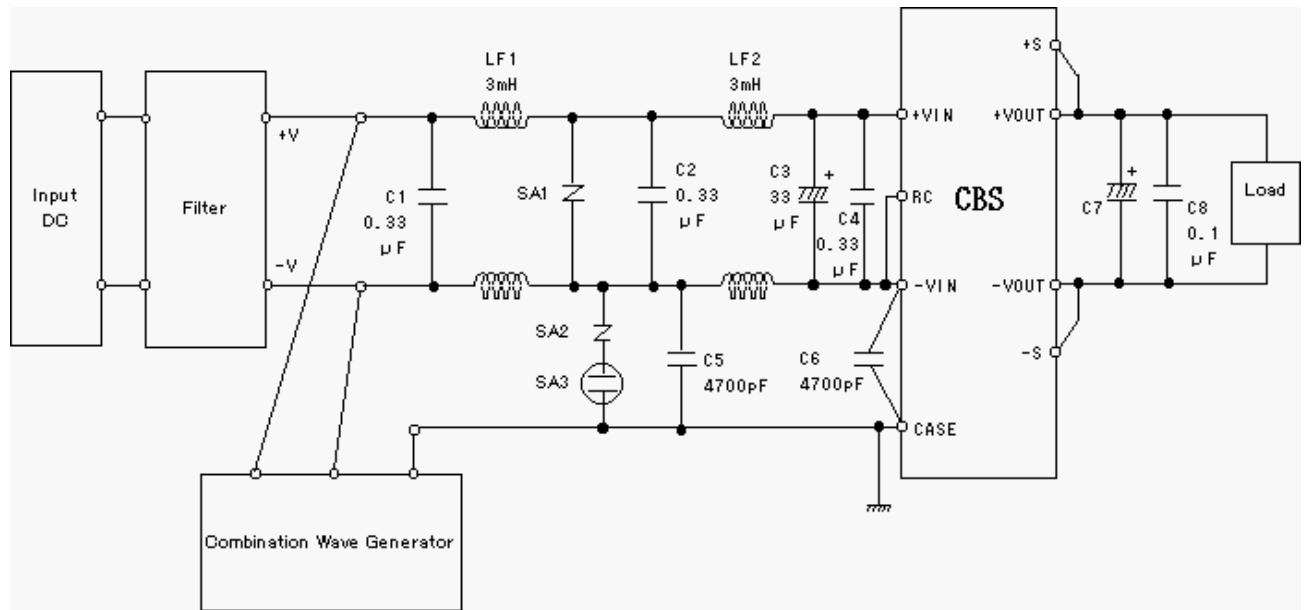 Input
DC
Filter
+V
-V
C1
0.33
μF
LF1
3mH
SA1
C2
0.33
μF
LF2
3mH
C3
33
μF
+
C4
0.33
μF
SA2
SA3
C5
4700pF
C6
4700pF
+VIN
RC
-VIN
CASE
CBS
+S
+VOUT
-VOUT
-S
C7
+
C8
0.1
μF
Load
Combination Wave Generator